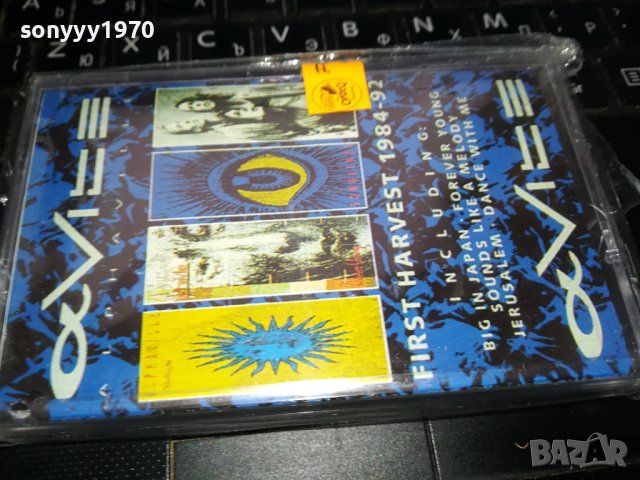 sonyyy1970
ALPHAVILLE
FIRST HARVEST 1984-92
INCLUDING:
BIG IN JAPAN · FOREVER YOUNG
SOUNDS LIKE A MELODY
JERUSALEM · DANCE WITH ME
SONGLINES
BAZAR